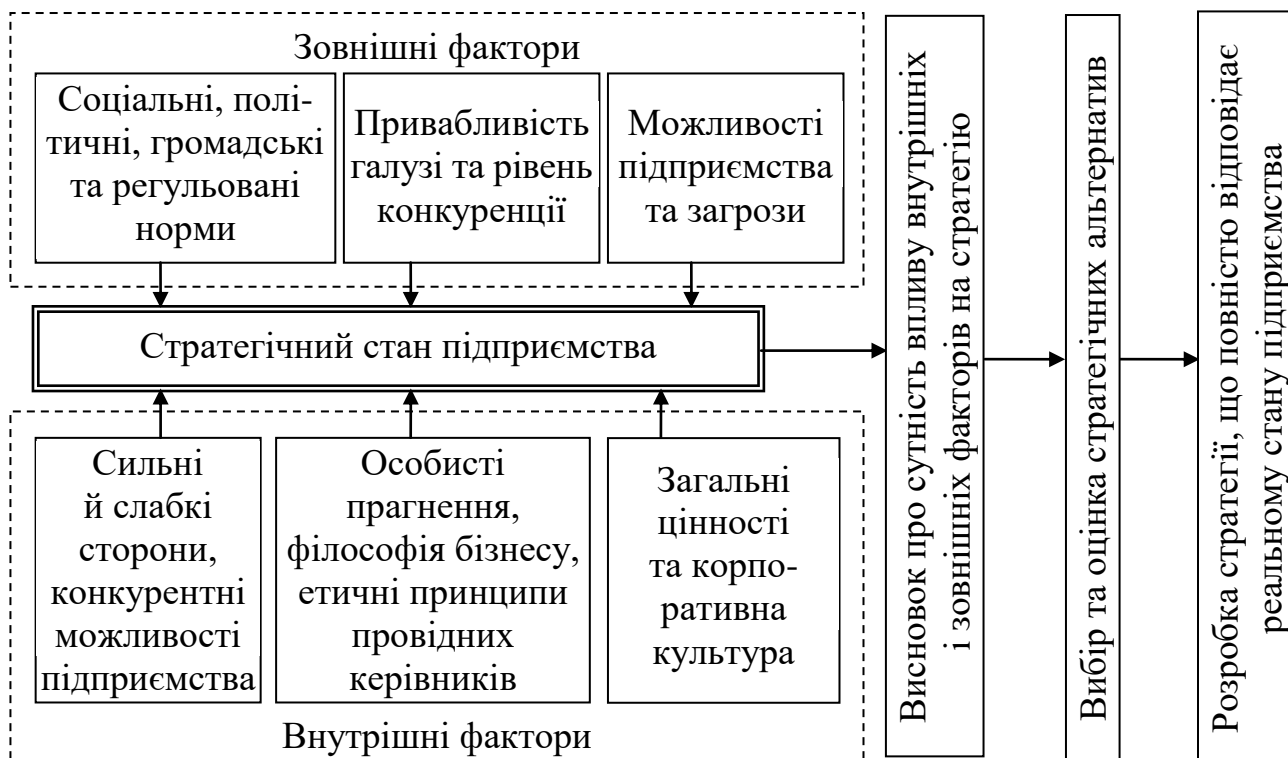 Зовнішні фактори
Соціальні, полі-
тичні, громадські
та регульовані
норми
Привабливість
галузі та рівень
конкуренції
Можливості
підприємства
та загрози
Стратегічний стан підприємства
Сильні
й слабкі
сторони,
конкурентні
можливості
підприємства
Особисті
прагнення,
філософія бізнесу,
етичні принципи
провідних
керівників
Загальні
цінності
та корпо-
ративна
культура
Внутрішні фактори
Висновок про сутність впливу внутрішніх
і зовнішніх факторів на стратегію
Вибір та оцінка стратегічних альтернатив
Розробка стратегії, що повністю відповідає
реальному стану підприємства